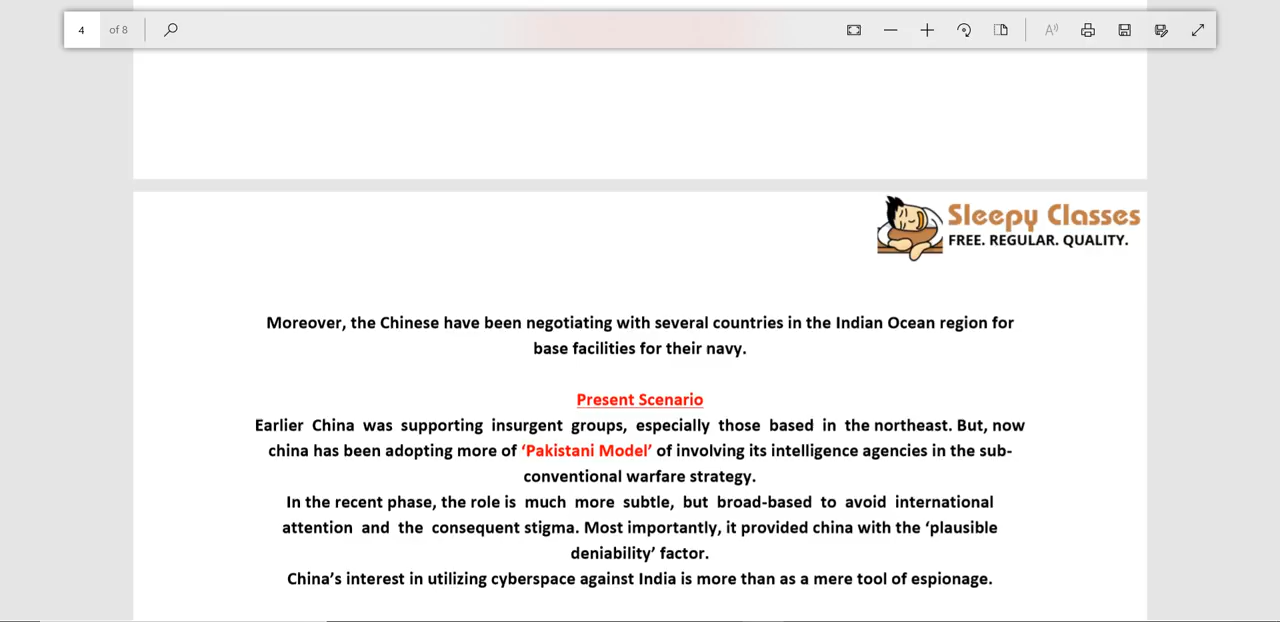 4 of 8
Sleepy Classes
FREE. REGULAR. QUALITY.
Moreover, the Chinese have been negotiating with several countries in the Indian Ocean region for
base facilities for their navy.
Present Scenario
Earlier China was supporting insurgent groups, especially those based in the northeast. But, now
china has been adopting more of ‘Pakistani Model’ of involving its intelligence agencies in the sub-
conventional warfare strategy.
In the recent phase, the role is much more subtle, but broad-based to avoid international
attention and the consequent stigma. Most importantly, it provided china with the ‘plausible
deniability’ factor.
China’s interest in utilizing cyberspace against India is more than as a mere tool of espionage.